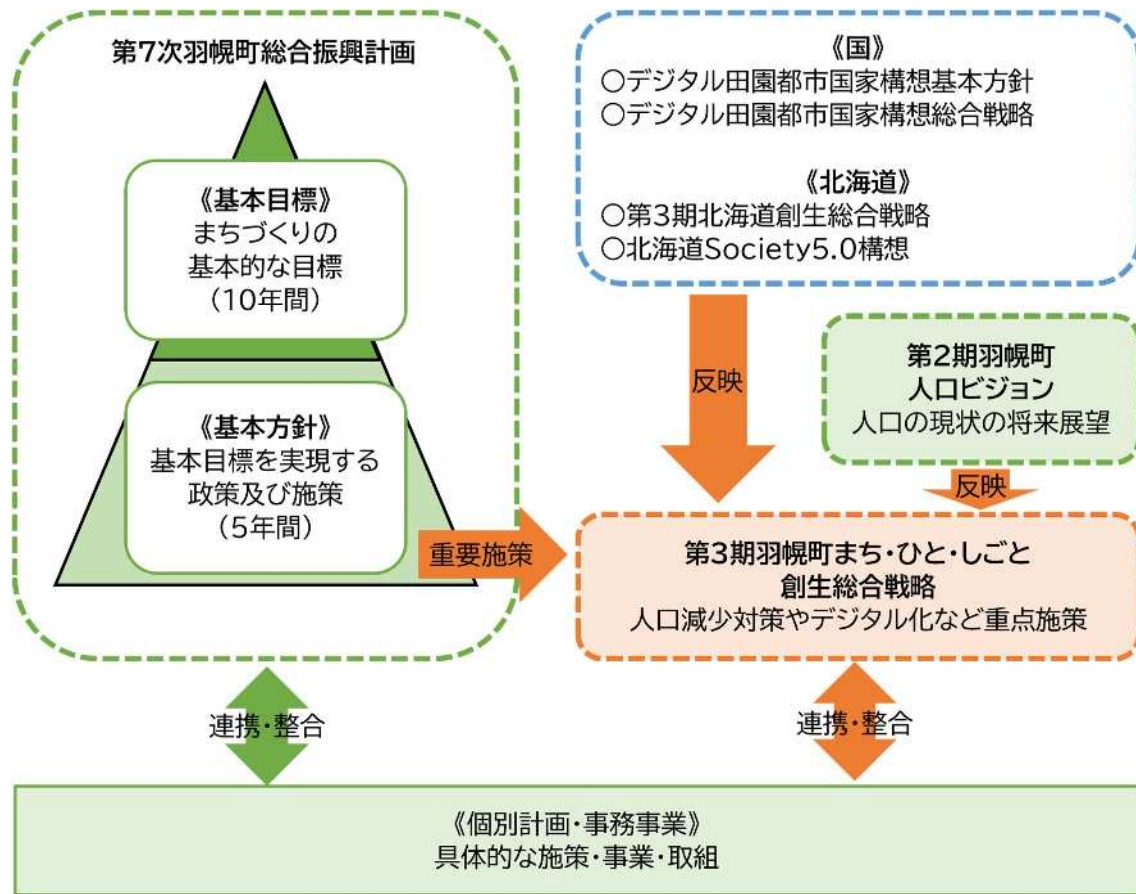 第7次羽幌町総合振興計画
《基本目標》
まちづくりの
基本的な目標
（10年間）
《基本方針》
基本目標を実現する
政策及び施策
（5年間）
重要施策
《国》
○デジタル田園都市国家構想基本方針
○デジタル田園都市国家構想総合戦略
《北海道》
○第3期北海道創生総合戦略
○北海道Society5.0構想
反映
第2期羽幌町
人口ビジョン
人口の現状の将来展望
反映
第3期羽幌町まち・ひと・しごと
創生総合戦略
人口減少対策やデジタル化など重点施策
連携・整合
連携・整合
《個別計画・事務事業》
具体的な施策・事業・取組